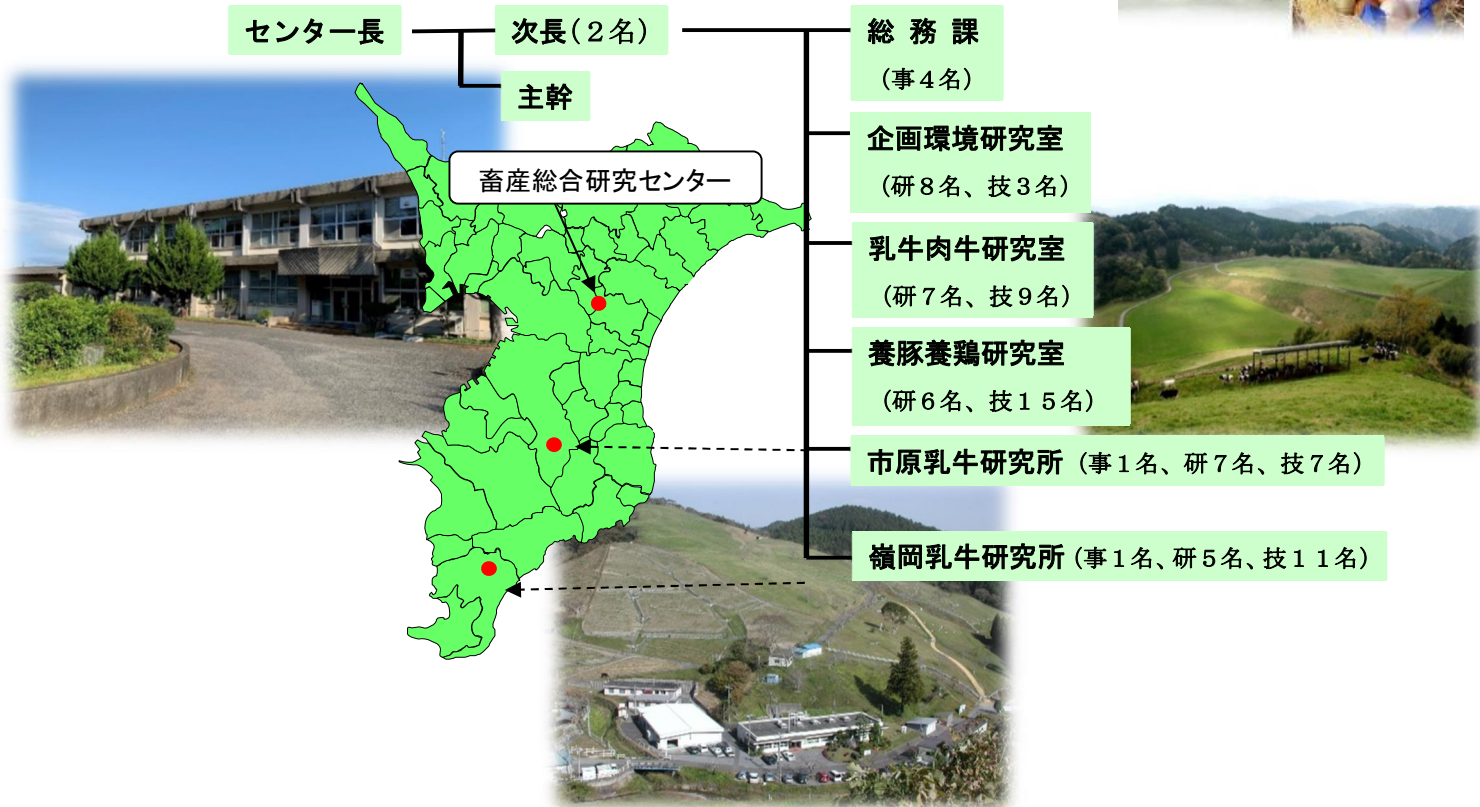 センター長
次長（２名）
主幹
畜産総合研究センター
総 務 課
（事４名）
企画環境研究室
（研８名、技３名）
乳牛肉牛研究室
（研７名、技９名）
養豚養鶏研究室
（研６名、技１５名）
市原乳牛研究所 （事１名、研７名、技７名）
嶺岡乳牛研究所 （事１名、研５名、技１１名）